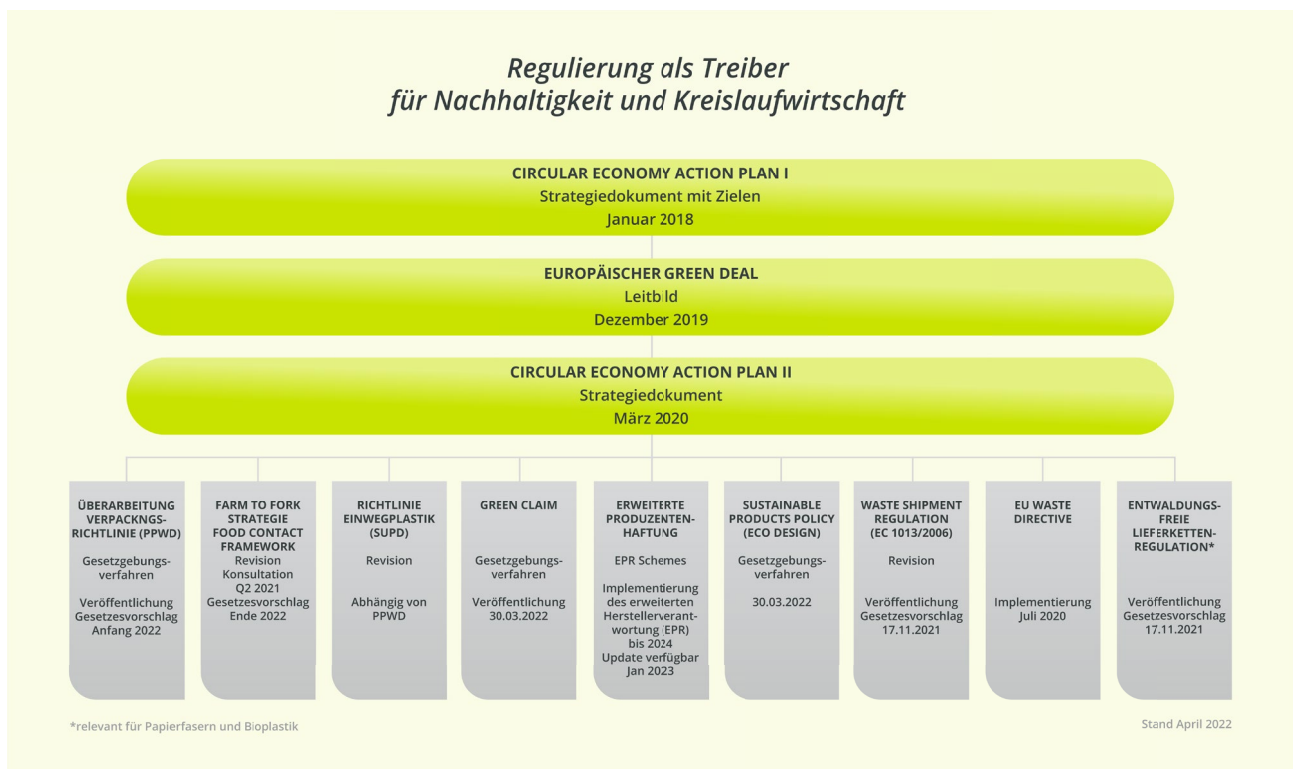 Regulierung als Treiber
für Nachhaltigkeit und Kreislaufwirtschaft
CIRCULAR ECONOMY ACTION PLAN I
Strategiedokument mit Zielen
Januar 2018
EUROPÄISCHER GREEN DEAL
Leitbild
Dezember 2019
CIRCULAR ECONOMY ACTION PLAN II
Strategiedokument
März 2020
ÜBERARBEITUNG
VERPACKNGS-
RICHTLINIE (PPWD)
Gesetzgebungs-
verfahren
Veröffentlichung
Gesetzesvorschlag
Anfang 2022
FARM TO FORK
STRATEGIE
FOOD CONTACT
FRAMEWORK
Revision
Konsultation
Q2 2021
Gesetzesvorschlag
Ende 2022
RICHTLINIE
EINWEGPLASTIK
(SUPD)
Revision
Abhängig von
PPWD
GREEN CLAIM
Gesetzgebungs-
verfahren
Veröffentlichung
30.03.2022
ERWEITERTE
PRODUZENTEN-
HAFTUNG
EPR Schemes
Implementierung
des erweiterten
Herstellerverant-
wortung (EPR)
bis 2024
Update verfügbar
Jan 2023
SUSTAINABLE
PRODUCTS POLICY
(ECO DESIGN)
Gesetzgebungs-
verfahren
30.03.2022
WASTE SHIPMENT
REGULATION
(EC 1013/2006)
Revision
Veröffentlichung
Gesetzesvorschlag
17.11.2021
EU WASTE
DIRECTIVE
Implementierung
Juli 2020
ENTWALDUNGS-
FREIE
LIEFERKETTEN-
REGULATION*
Veröffentlichung
Gesetzesvorschlag
17.11.2021
*relevant für Papierfasern und Bioplastik
Stand April 2022